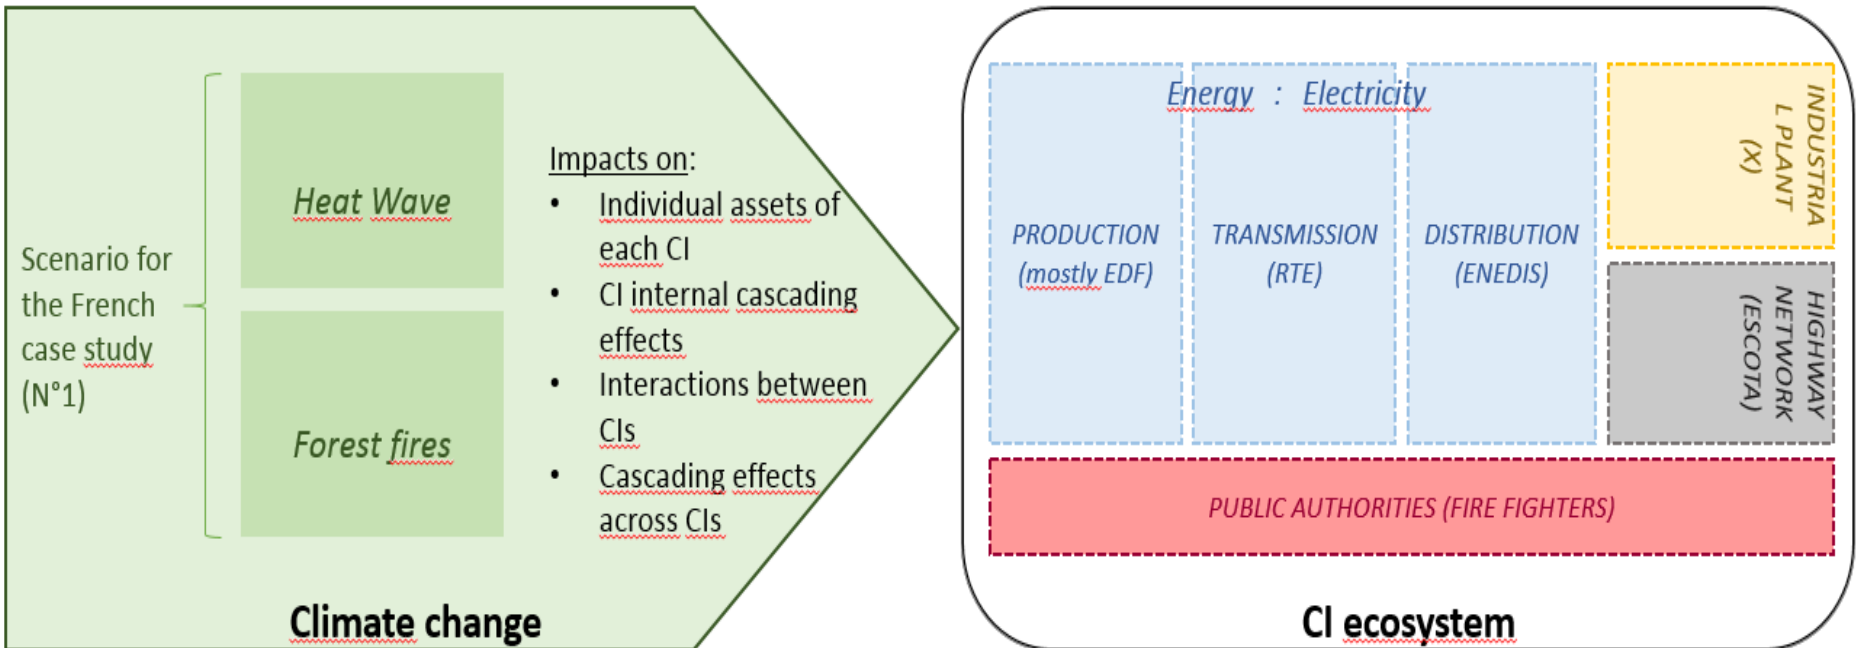 Scenario for
the French
case study
(N°1)
Heat Wave
Forest fires
Impacts on:
• Individual assets of
each CI
• CI internal cascading
effects
• Interactions between
CIs
• Cascading effects
across CIs
Climate change
Energy : Electricity
PRODUCTION
(mostly EDF)
TRANSMISSION
(RTE)
DISTRIBUTION
(ENEDIS)
INDUSTRIA
L PLANT
(X)
HIGHWAY
NETWORK
(ESCOTA)
PUBLIC AUTHORITIES (FIRE FIGHTERS)
CI ecosystem